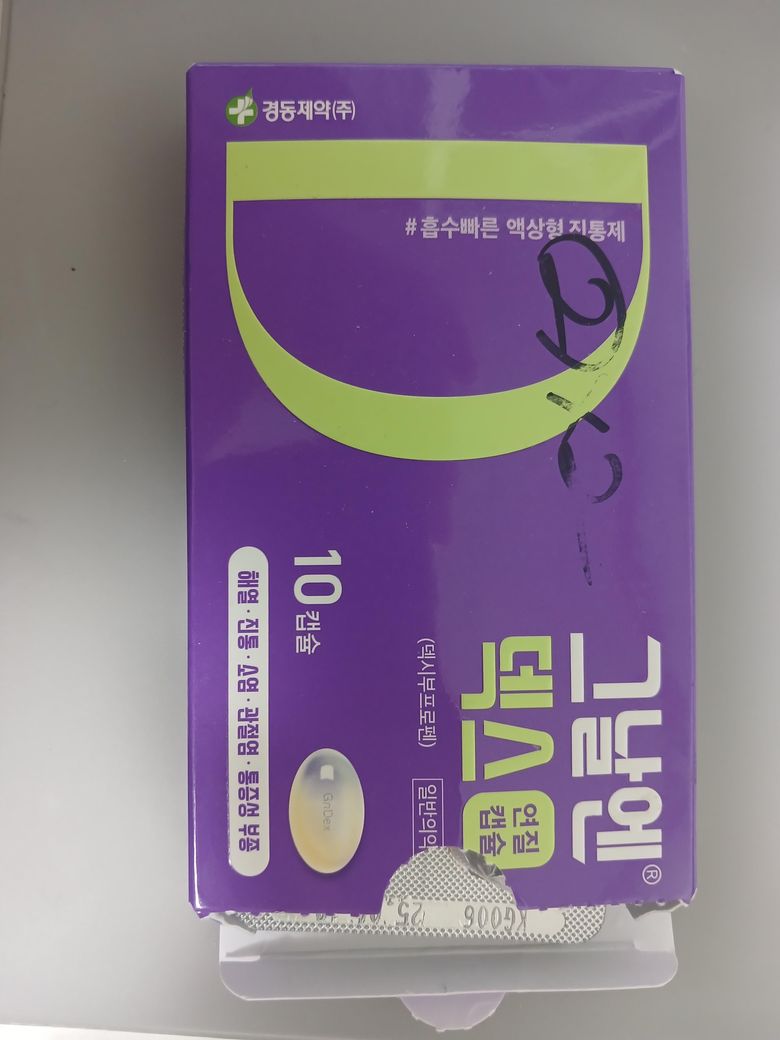 경동제약(주)
#흡수빠른 액상형 진통제
그날엔®
덱스
연질
캡슐
(덱시부프로펜)
일반의약
10캡슐
해열·진통·소염·관절염·통증성 부종
GnDex
KG006
25.